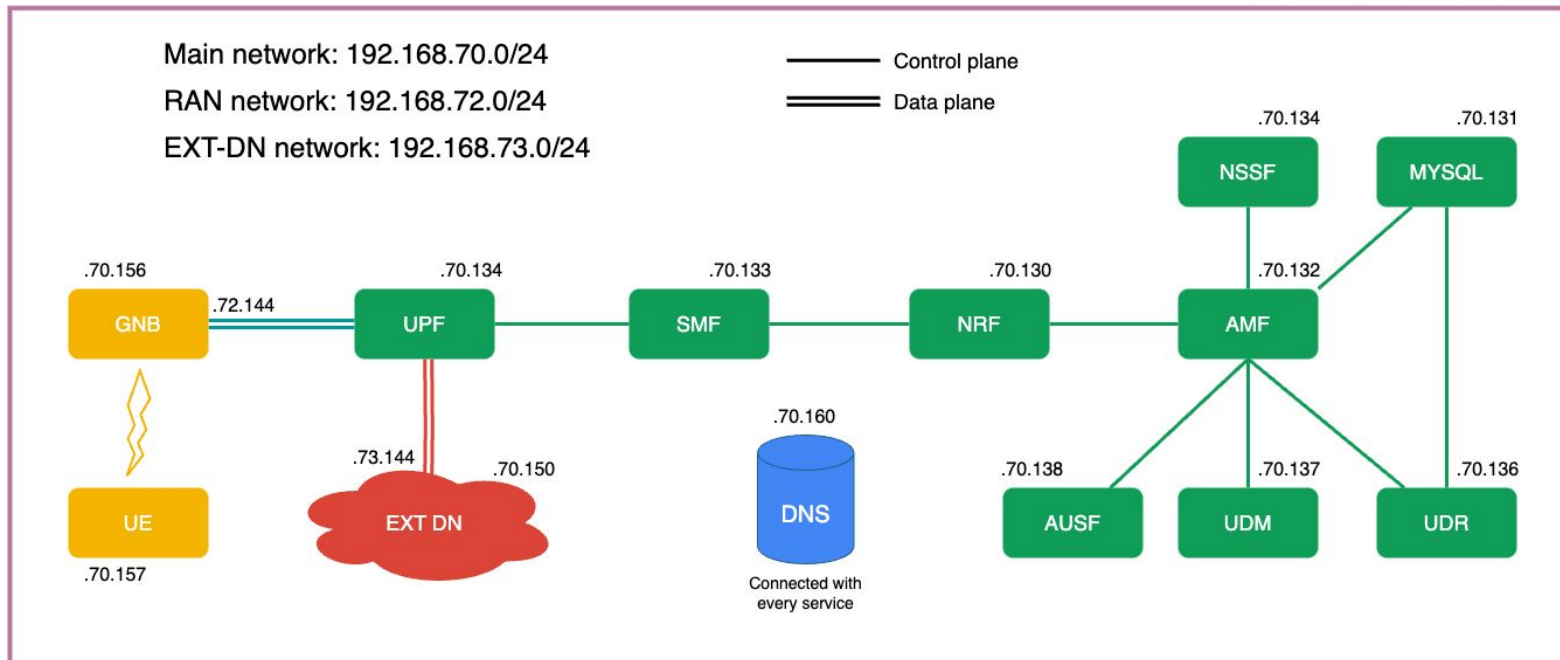 Main network: 192.168.70.0/24
RAN network: 192.168.72.0/24
EXT-DN network: 192.168.73.0/24
Control plane
Data plane
.70.134
.70.131
NSSF
MYSQL
.70.156
.70.134
.70.133
.70.130
.70.132
.72.144
GNB
UPF
SMF
NRF
AMF
.70.160
.73.144
.70.150
.70.138
.70.137
.70.136
UE
EXT DN
DNS
AUSF
UDM
UDR
.70.157
Connected with
every service